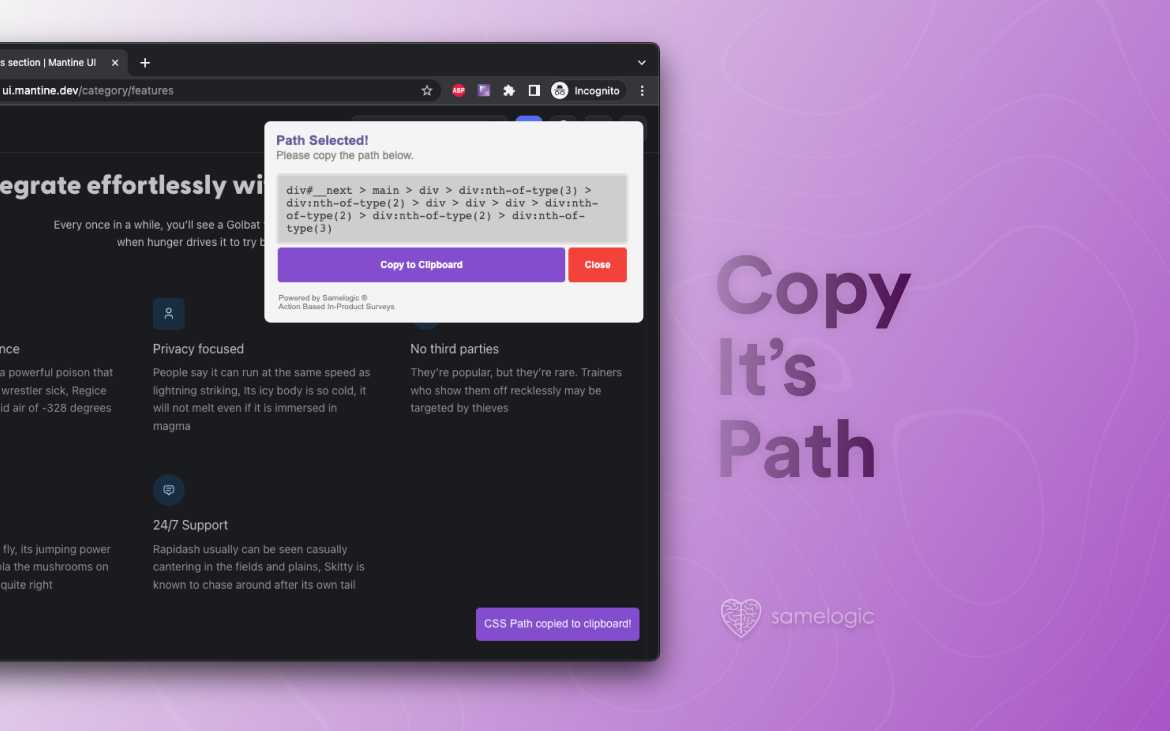 s section | Mantine UI
ui.mantine.dev/category/features
ABP
Incognito
Path Selected!
Please copy the path below.
div#__next > main > div > div:nth-of-type(3) >
div:nth-of-type(2) > div > div > div > div:nth-
of-type(2) > div:nth-of-type(2) > div:nth-of-
type(3)
Copy to Clipboard
Close
Powered by Samelogic ®
Action Based In-Product Surveys
egrate effortlessly wi
Every once in a while, you'll see a Golbat
when hunger drives it to try b
nce
a powerful poison that
wrestler sick, Regice
id air of -328 degrees
Privacy focused
People say it can run at the same speed as
lightning striking, Its icy body is so cold, it
will not melt even if it is immersed in
magma
No third parties
They're popular, but they're rare. Trainers
who show them off recklessly may be
targeted by thieves
fly, its jumping power
ola the mushrooms on
quite right
24/7 Support
Rapidash usually can be seen casually
cantering in the fields and plains, Skitty is
known to chase around after its own tail
CSS Path copied to clipboard!
Copy
It's
Path
samelogic